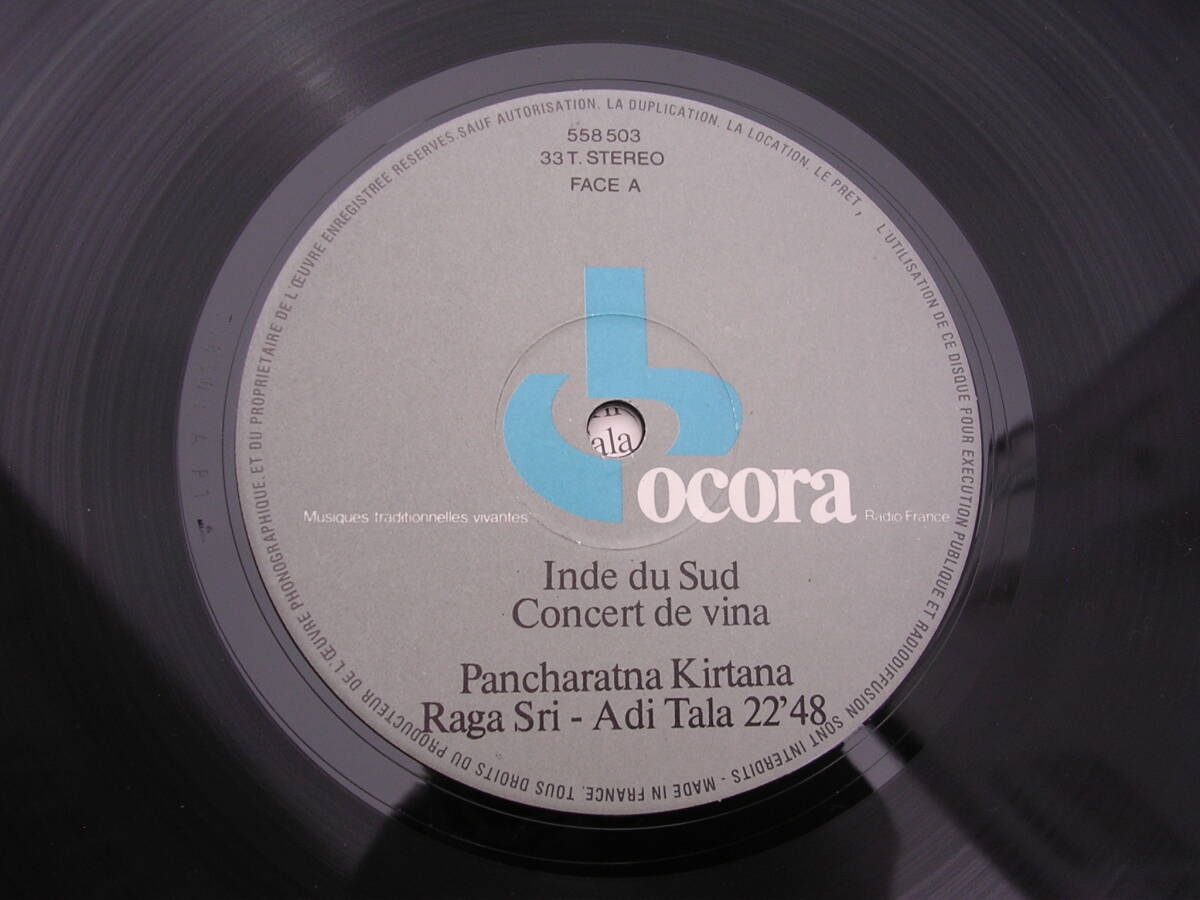 558 503
33 T. STEREO
FACE A
ocora
Musiques traditionnelles vivantes
Radio France
Inde du Sud
Concert de vina
Pancharatna Kirtana
Raga Sri - Adi Tala 22'48
TOUS DROITS DU PRODUCTEUR DE L'ŒUVRE PHONOGRAPHIQUE. ET DU PROPRIETAIRE DE L'ŒUVRE ENREGISTREE RESERVES. SAUF AUTORISATION. LA DUPLICATION. LA LOCATION. LE PRET, L'UTILISATION DE CE DISQUE POUR EXECUTION PUBLIQUE ET RADIODIFFUSION SONT INTERDITS - MADE IN FRANCE.
ala